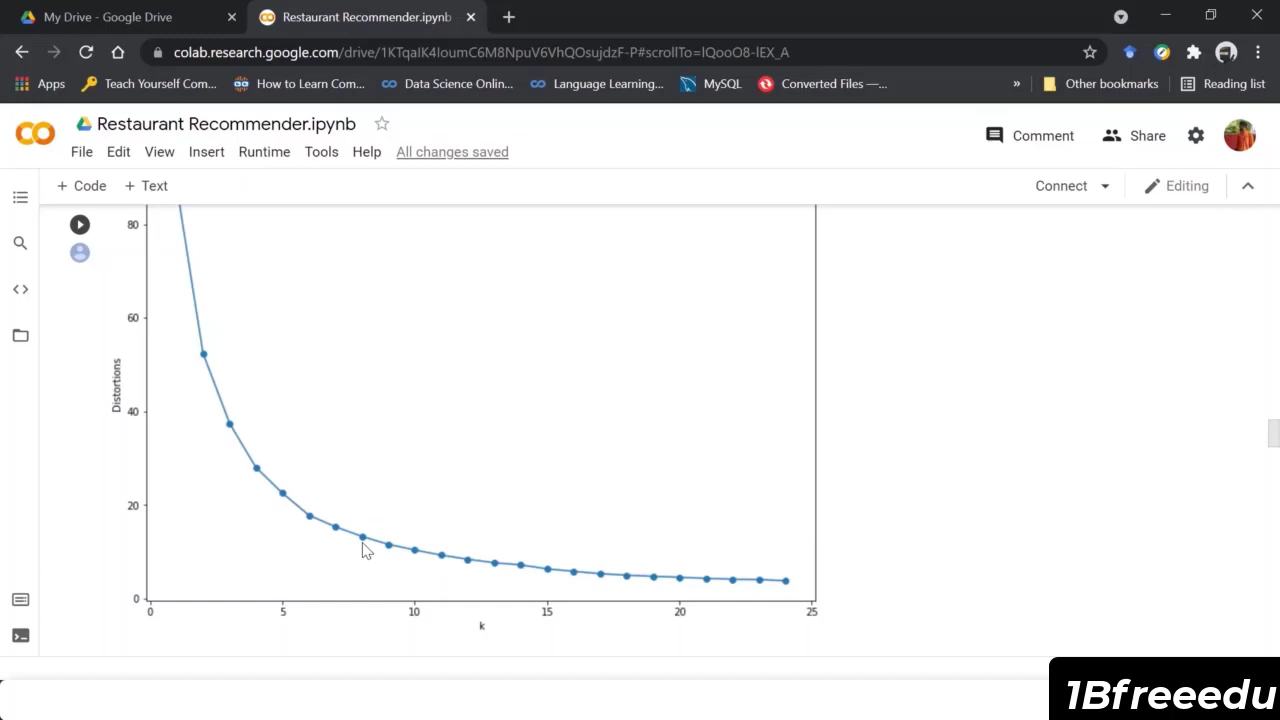 My Drive - Google Drive
Restaurant Recommender.ipynb
colab.research.google.com/drive/1KTqaIK4IoumC6M8NpuV6VhQOsujdzF-P#scrollTo=IQoO8-lEX_A
Apps
Teach Yourself Com...
How to Learn Com...
Data Science Onlin...
Language Learning...
MySQL
Converted Files —...
»
Other bookmarks
Reading list
Restaurant Recommender.ipynb
Comment
Share
File Edit View Insert Runtime Tools Help All changes saved
+ Code + Text
Connect
Editing
80
60
40
20
0
Distortions
0 5 10 15 20 25
k
1Bfreeedu